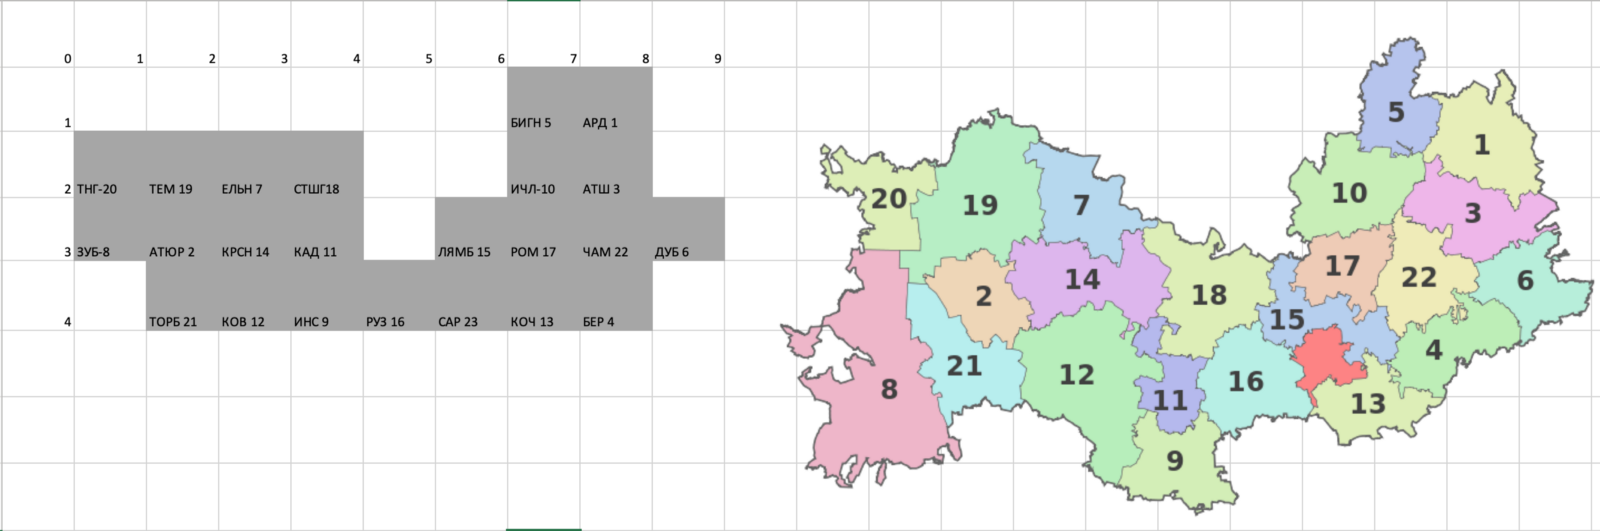 0 1 2 3 4 5 6 7 8 9
1 БИГН 5 АРД 1
2 ТНГ-20 ТЕМ 19 ЕЛЬН 7 СТШГ18 ИЧЛ-10 АТШ 3
3 ЗУБ-8 АТЮР 2 КРСН 14 КАД 11 ЛЯМБ 15 РОМ 17 ЧАМ 22 ДУБ 6
4 ТОРБ 21 КОВ 12 ИНС 9 РУЗ 16 САР 23 КОЧ 13 БЕР 4
5
1
10
20 19 7 3
17 22 6
2 14 18
15
21 12 16 4
8 11 13
9